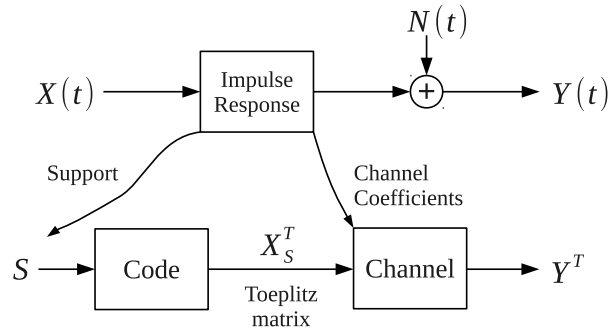 N(t)
X(t)
Impulse
Response
+
Y(t)
Support
Channel
Coefficients
S
Code
X_S^T
Toeplitz
matrix
Channel
Y^T